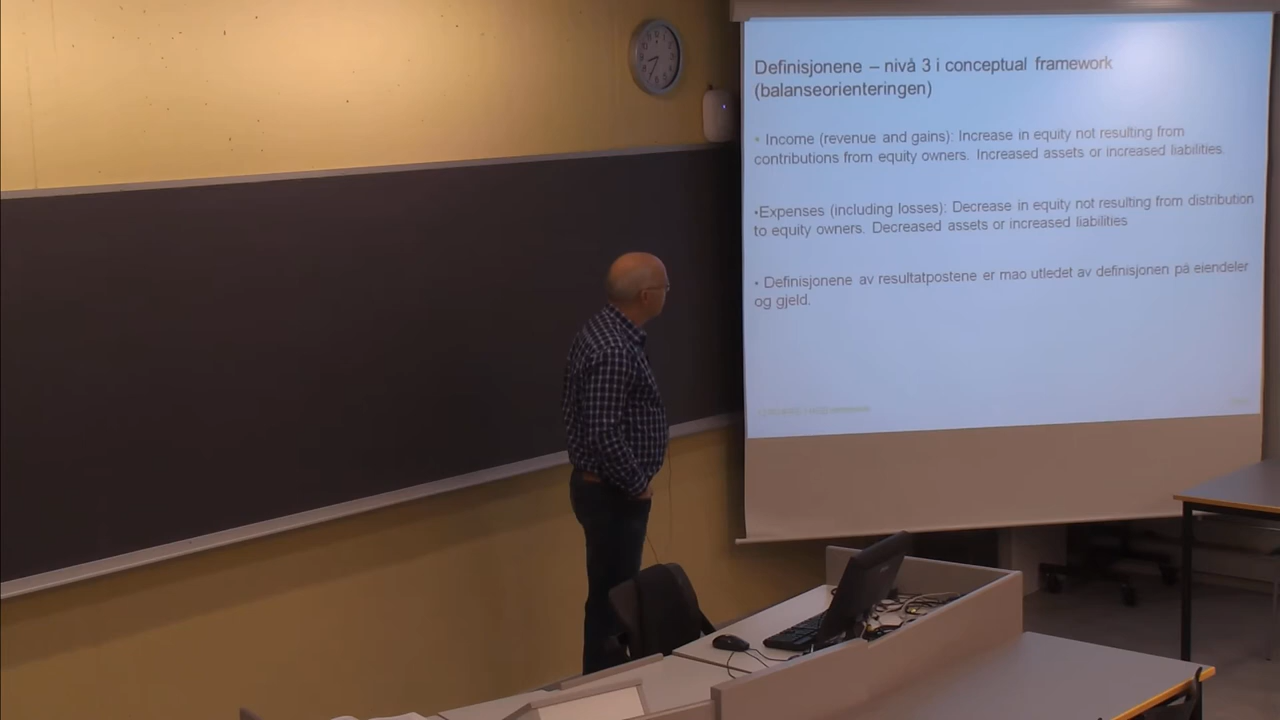 Definisjonene – nivå 3 i conceptual framework
(balanseorienteringen)
• Income (revenue and gains): Increase in equity not resulting from
contributions from equity owners. Increased assets or increased liabilities.
•Expenses (including losses): Decrease in equity not resulting from distribution
to equity owners. Decreased assets or increased liabilities
• Definisjonene av resultatpostene er mao utledet av definisjonen på eiendeler
og gjeld.